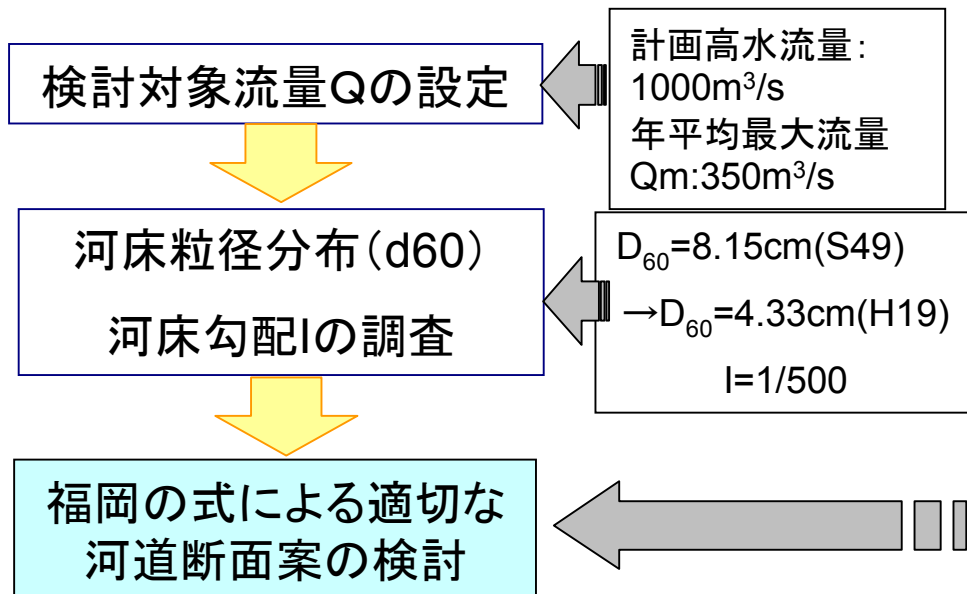 検討対象流量Qの設定
計画高水流量：
1000m³/s
年平均最大流量
Qm:350m³/s
河床粒径分布（d60）
河床勾配Iの調査
D₆₀=8.15cm(S49)
→D₆₀=4.33cm(H19)
I=1/500
福岡の式による適切な
河道断面案の検討